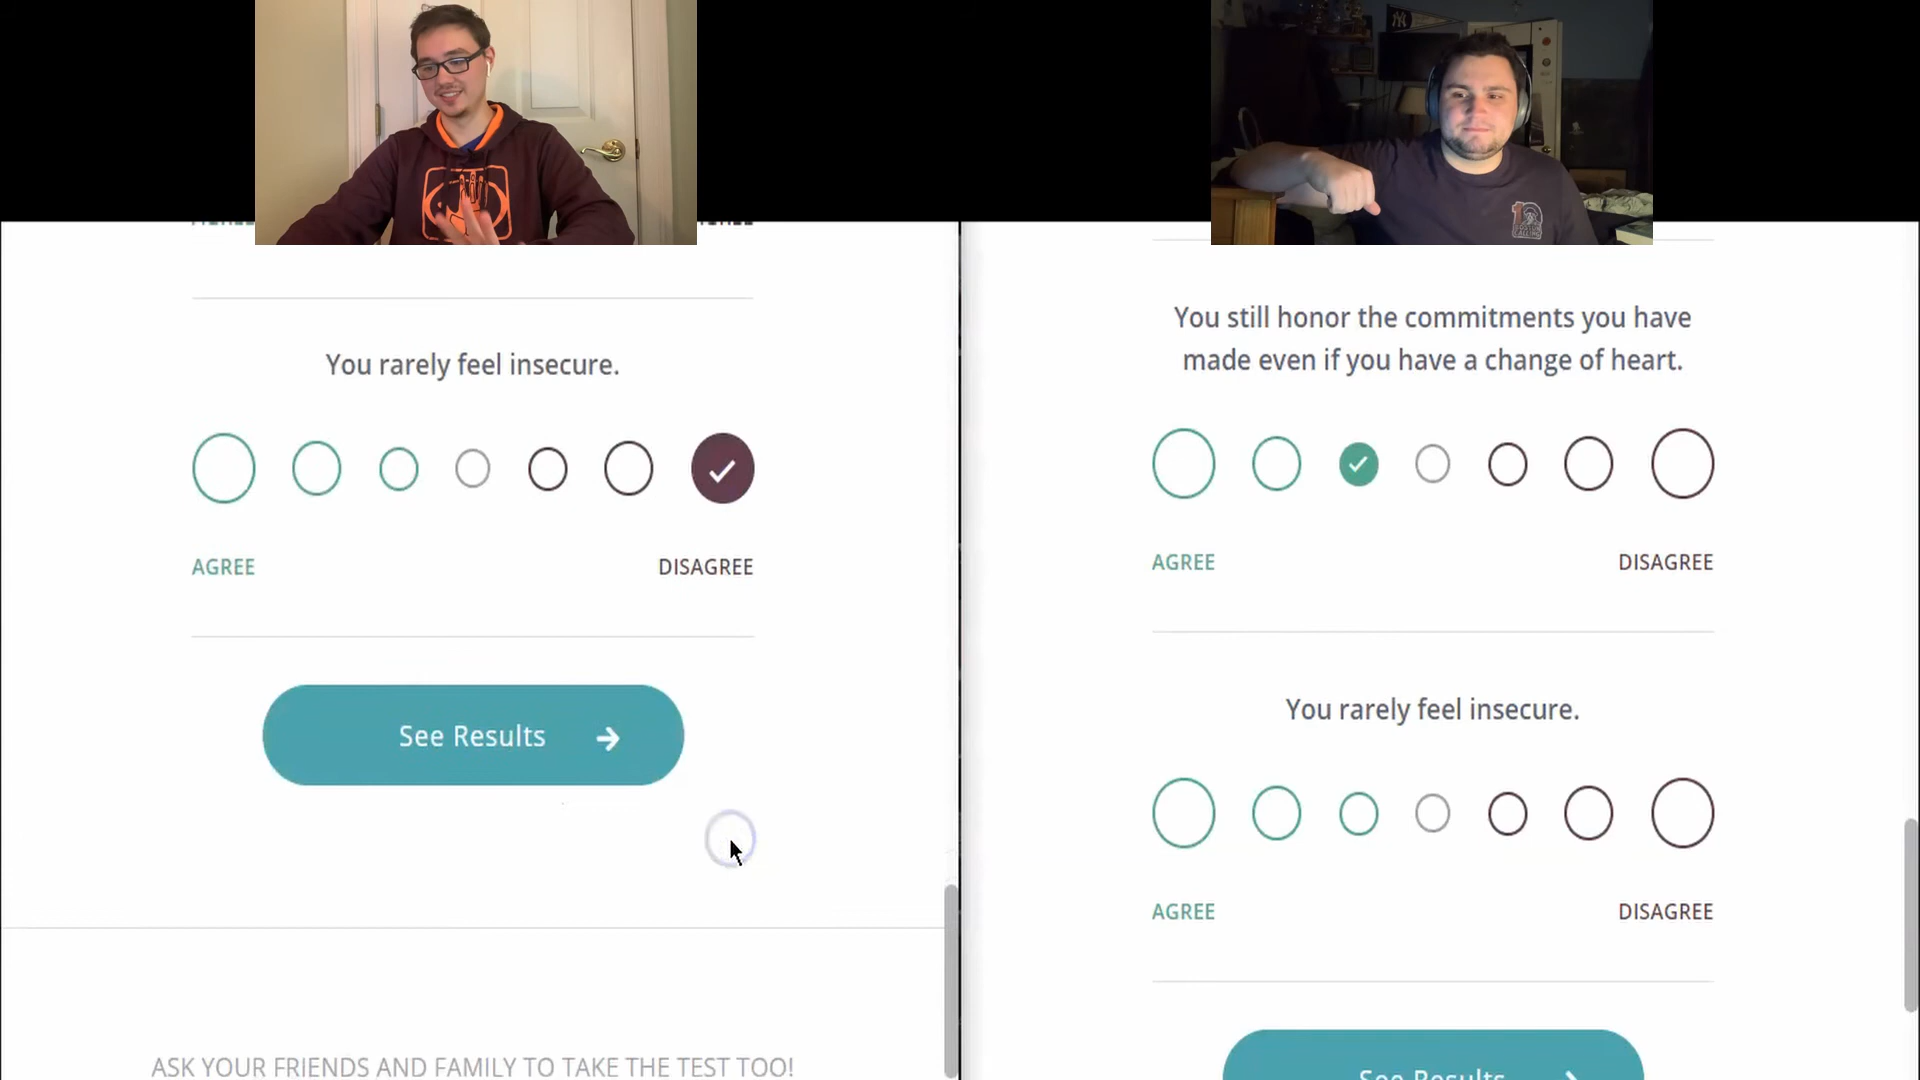 You rarely feel insecure.
AGREE
DISAGREE
See Results
ASK YOUR FRIENDS AND FAMILY TO TAKE THE TEST TOO!
You still honor the commitments you have
made even if you have a change of heart.
AGREE
DISAGREE
You rarely feel insecure.
AGREE
DISAGREE
See Results